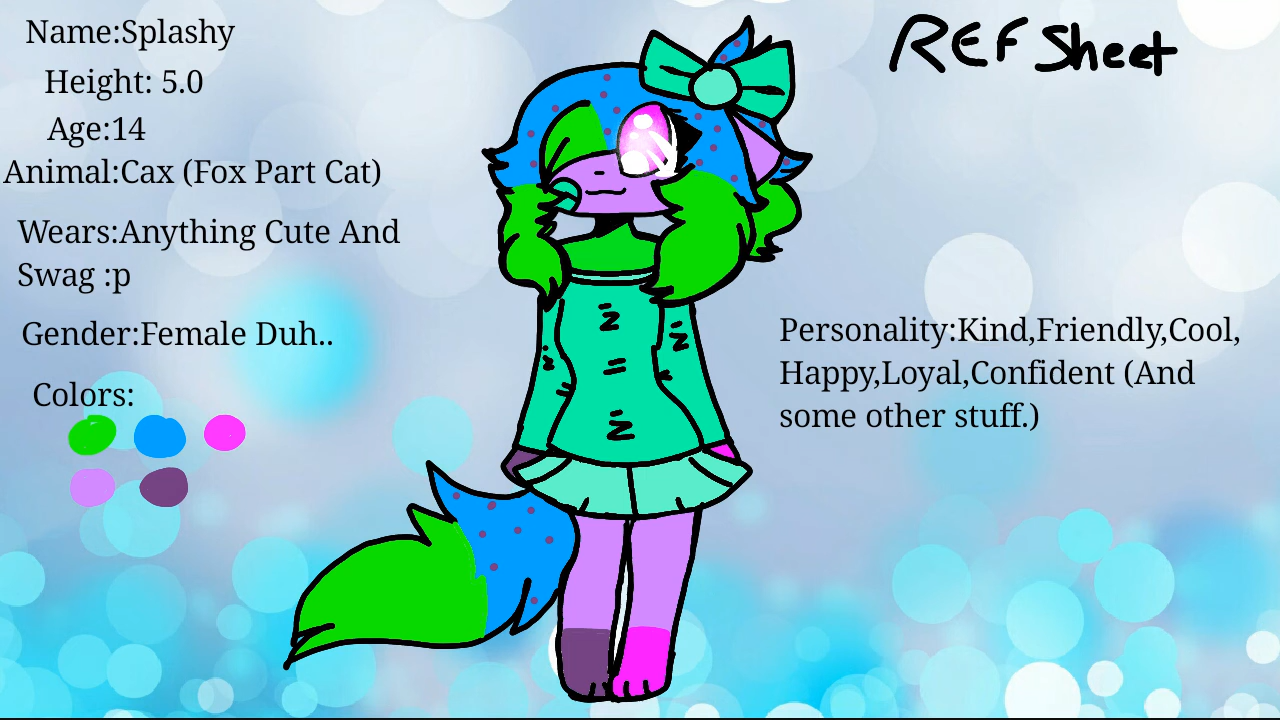 Name:Splashy
REF Sheet
Height: 5.0
Age:14
Animal:Cax (Fox Part Cat)
Wears:Anything Cute And
Swag :p
Gender:Female Duh..
Colors:
Personality:Kind,Friendly,Cool,
Happy,Loyal,Confident (And
some other stuff.)